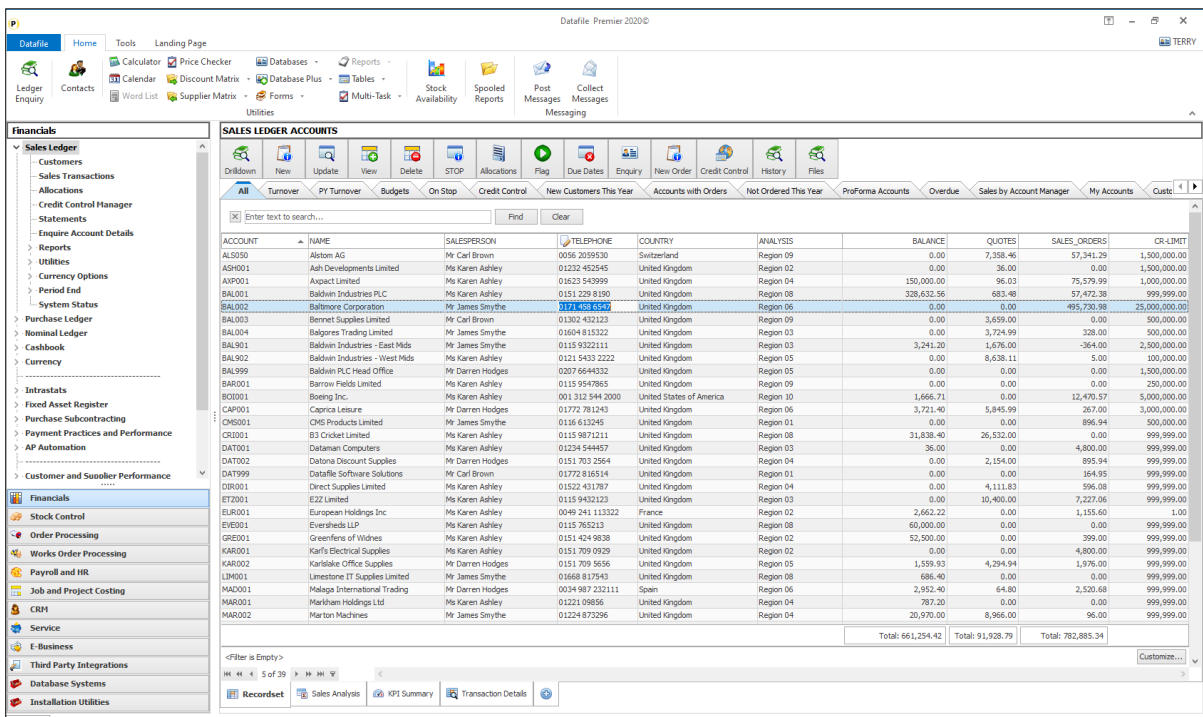 P
Datafile Premier 2020©
Datafile Home Tools Landing Page TERRY
Calculator Price Checker Databases Reports
Calendar Discount Matrix Database Plus Tables
Word List Supplier Matrix Forms Multi-Task
Ledger Enquiry Contacts Stock Availability Spooled Reports Post Messages Collect Messages
Utilities Messaging
Financials
Sales Ledger
Customers
Sales Transactions
Allocations
Credit Control Manager
Statements
Enquire Account Details
Reports
Utilities
Currency Options
Period End
System Status
Purchase Ledger
Nominal Ledger
Cashbook
Currency
----------------------------------------
Intrastats
Fixed Asset Register
Purchase Subcontracting
Payment Practices and Performance
AP Automation
----------------------------------------
Customer and Supplier Performance
Financials
Stock Control
Order Processing
Works Order Processing
Payroll and HR
Job and Project Costing
CRM
Service
E-Business
Third Party Integrations
Database Systems
Installation Utilities
SALES LEDGER ACCOUNTS
Drilldown New Update View Delete STOP Allocations Flag Due Dates Enquiry New Order Credit Control History Files
All Turnover PY Turnover Budgets On Stop Credit Control New Customers This Year Accounts with Orders Not Ordered This Year ProForma Accounts Overdue Sales by Account Manager My Accounts Custo
Enter text to search... Find Clear
ACCOUNT NAME SALESPERSON TELEPHONE COUNTRY ANALYSIS BALANCE QUOTES SALES_ORDERS CR-LIMIT
ALS050 Alstom AG Mr Carl Brown 0056 2059530 Switzerland Region 09 0.00 7,358.46 57,341.29 1,500,000.00
ASH001 Ash Developments Limited Ms Karen Ashley 01232 452545 United Kingdom Region 02 0.00 36.00 0.00 1,500,000.00
AXP001 Axpact Limited Ms Karen Ashley 01623 543999 United Kingdom Region 04 150,000.00 96.03 75,579.99 1,000,000.00
BAL001 Baldwin Industries PLC Ms Karen Ashley 0151 229 8190 United Kingdom Region 08 328,632.56 683.48 57,472.38 999,999.00
BAL002 Baltimore Corporation Mr James Smythe 0171 458 6547 United Kingdom Region 06 0.00 0.00 495,730.98 25,000,000.00
BAL003 Bennet Supplies Limited Mr Carl Brown 01302 432123 United Kingdom Region 09 0.00 3,659.00 0.00 500,000.00
BAL004 Balgores Trading Limited Mr James Smythe 01604 815322 United Kingdom Region 03 0.00 3,724.99 328.00 500,000.00
BAL901 Baldwin Industries - East Mids Mr James Smythe 0115 9322111 United Kingdom Region 03 3,241.20 1,676.00 -364.00 2,500,000.00
BAL902 Baldwin Industries - West Mids Ms Karen Ashley 0121 5433 2222 United Kingdom Region 05 0.00 8,638.11 5.00 100,000.00
BAL999 Baldwin PLC Head Office Mr Darren Hodges 0207 6644332 United Kingdom Region 05 0.00 0.00 0.00 1,500,000.00
BAR001 Barrow Fields Limited Ms Karen Ashley 0115 9547865 United Kingdom Region 09 0.00 0.00 0.00 250,000.00
BOI001 Boeing Inc. Ms Karen Ashley 001 312 544 2000 United States of America Region 10 1,666.71 0.00 12,470.57 5,000,000.00
CAP001 Caprica Leisure Mr Darren Hodges 01772 781243 United Kingdom Region 06 3,721.40 5,845.99 267.00 3,000,000.00
CMS001 CMS Products Limited Mr James Smythe 0116 613245 United Kingdom Region 01 0.00 0.00 896.94 500,000.00
CRI001 B3 Cricket Limited Ms Karen Ashley 0115 9871211 United Kingdom Region 08 31,838.40 26,532.00 0.00 999,999.00
DAT001 Dataman Computers Ms Karen Ashley 01234 544457 United Kingdom Region 03 36.00 0.00 4,800.00 999,999.00
DAT002 Datona Discount Supplies Mr Darren Hodges 0151 703 2564 United Kingdom Region 04 0.00 2,154.00 895.94 999,999.00
DAT999 Datafile Software Solutions Mr Carl Brown 01772 816514 United Kingdom Region 01 0.00 0.00 164.95 999,999.00
DIR001 Direct Supplies Limited Ms Karen Ashley 01522 431787 United Kingdom Region 04 0.00 4,111.83 596.08 999,999.00
ETZ001 E2Z Limited Ms Karen Ashley 0115 9432123 United Kingdom Region 03 0.00 10,400.00 7,227.06 999,999.00
EUR001 European Holdings Inc Ms Karen Ashley 0049 241 113322 France Region 02 2,662.22 0.00 1,155.60 1.00
EVE001 Eversheds LLP Ms Karen Ashley 0115 765213 United Kingdom Region 08 60,000.00 0.00 0.00 999,999.00
GRE001 Greenfens of Widnes Ms Karen Ashley 0151 424 9838 United Kingdom Region 02 52,500.00 0.00 399.00 999,999.00
KAR001 Karl's Electrical Supplies Ms Karen Ashley 0151 709 0929 United Kingdom Region 02 0.00 0.00 4,800.00 999,999.00
KAR002 Karlslake Office Supplies Mr Darren Hodges 0151 709 5656 United Kingdom Region 05 1,559.93 4,294.94 1,976.00 999,999.00
LIM001 Limestone IT Supplies Limited Mr James Smythe 01668 817543 United Kingdom Region 08 686.40 0.00 0.00 999,999.00
MAD001 Malaga International Trading Mr Darren Hodges 0034 987 232111 Spain Region 06 2,952.40 64.80 2,520.68 999,999.00
MAR001 Markham Holdings Ltd Ms Karen Ashley 01221 09856 United Kingdom Region 04 787.20 0.00 0.00 999,999.00
MAR002 Marton Machines Mr James Smythe 01224 873296 United Kingdom Region 04 20,970.00 8,966.00 96.00 999,999.00
Total: 661,254.42 Total: 91,928.79 Total: 782,885.34
<Filter is Empty> Customize...
5 of 39
Recordset Sales Analysis KPI Summary Transaction Details